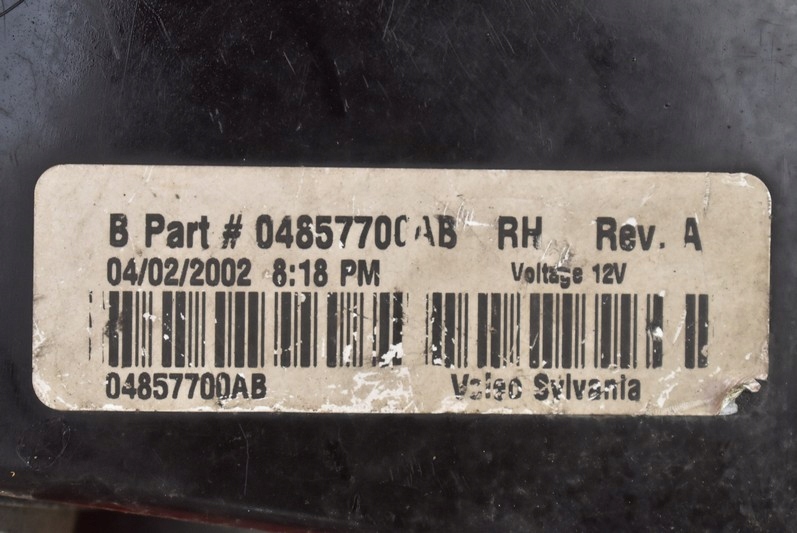 B Part # 04857700AB RH Rev. A
04/02/2002 8:18 PM Voltage 12V
04857700AB Valeo Sylvania